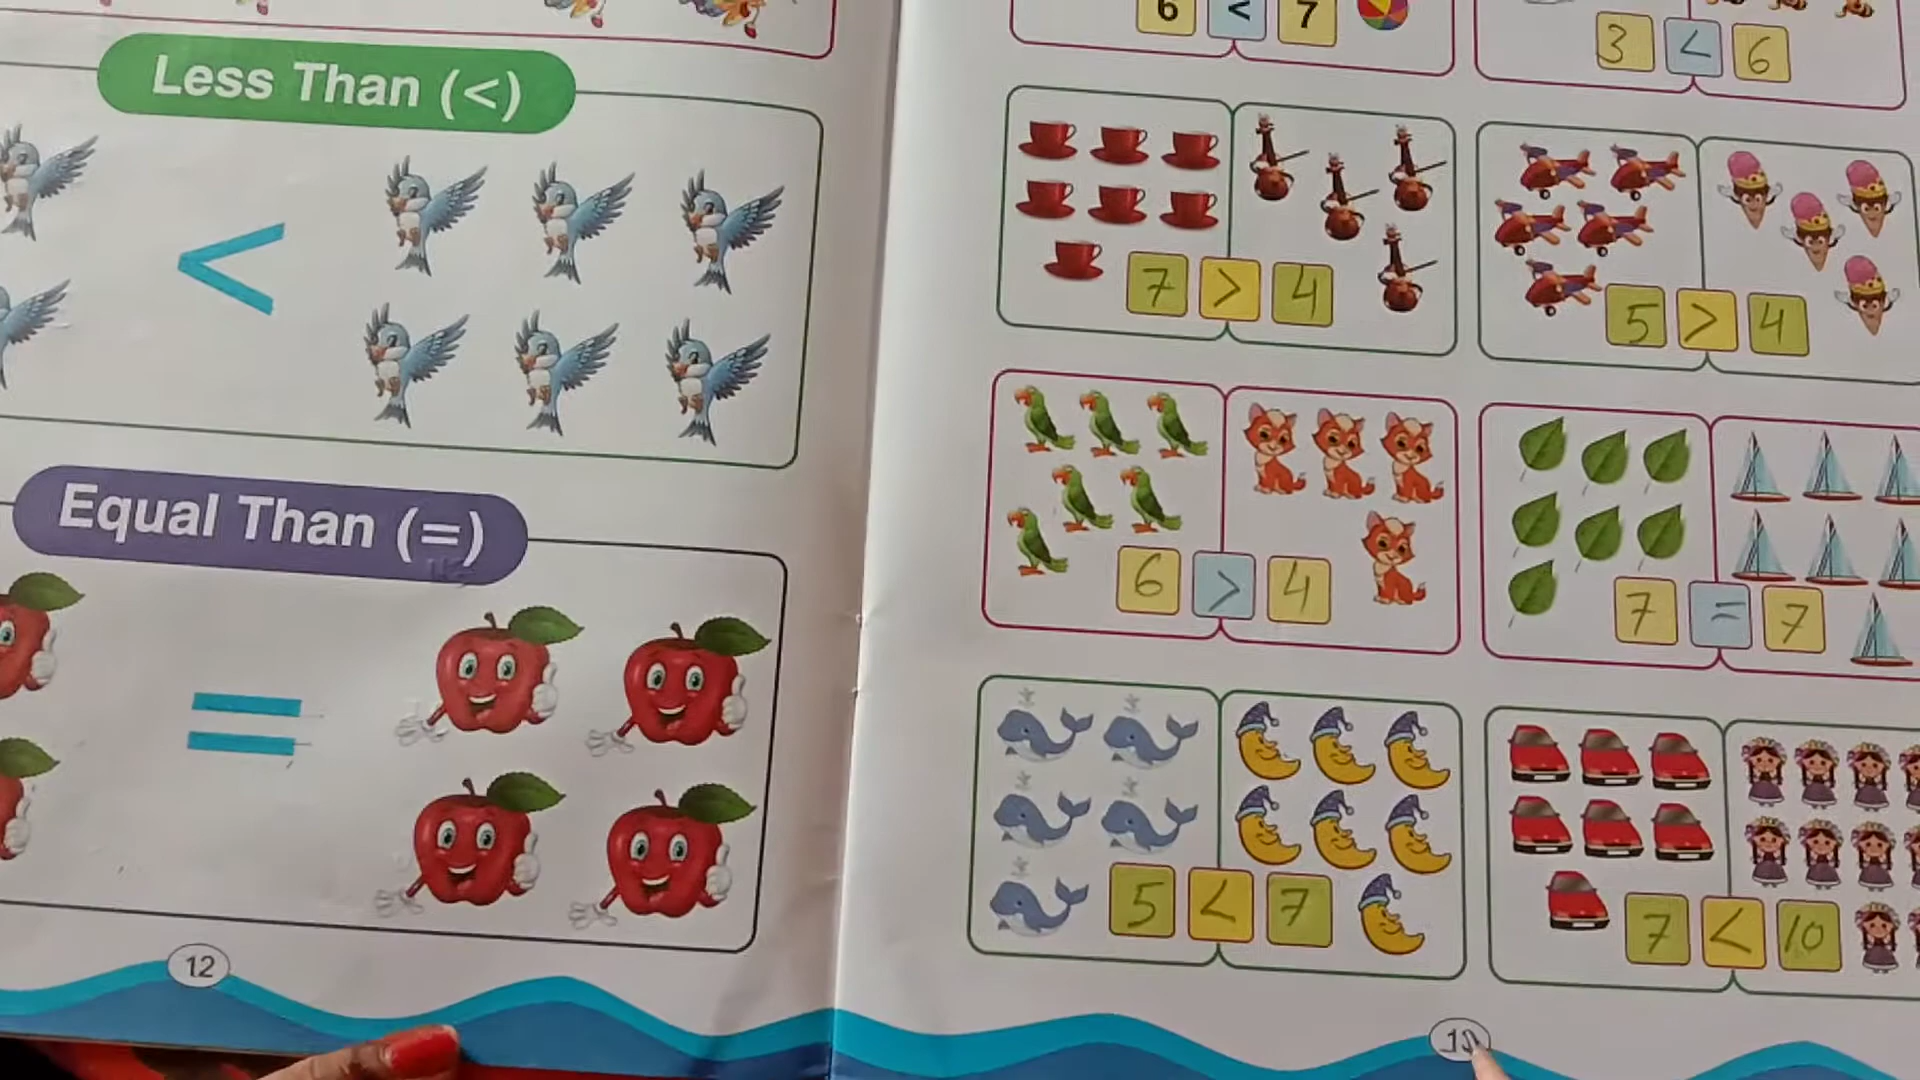 Less Than (<)
<
Equal Than (=)
=
12
6 < 7
3 < 6
7 > 4
5 > 4
6 > 4
7 = 7
5 < 7
7 < 10